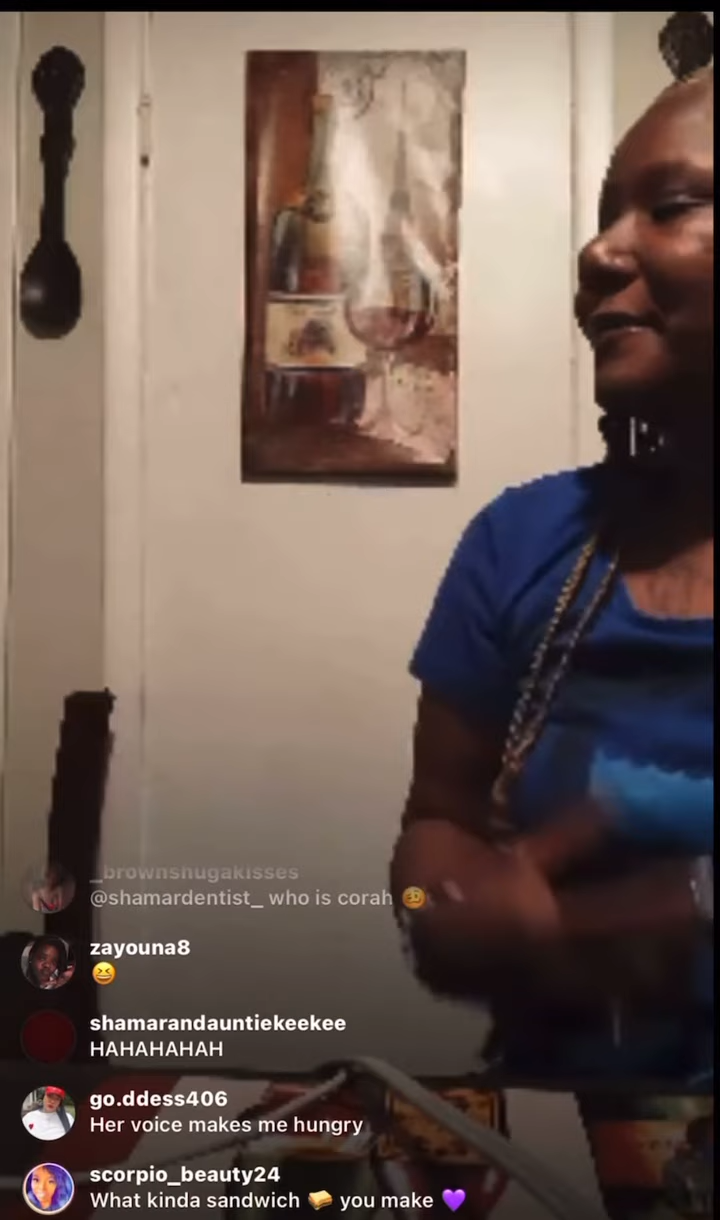 _brownshugakisses
@shamardentist_ who is corah 🥴
zayouna8
😆
shamarandauntiekeekee
HAHAHAHAH
go.ddess406
Her voice makes me hungry
scorpio_beauty24
What kinda sandwich 🥪 you make 💜